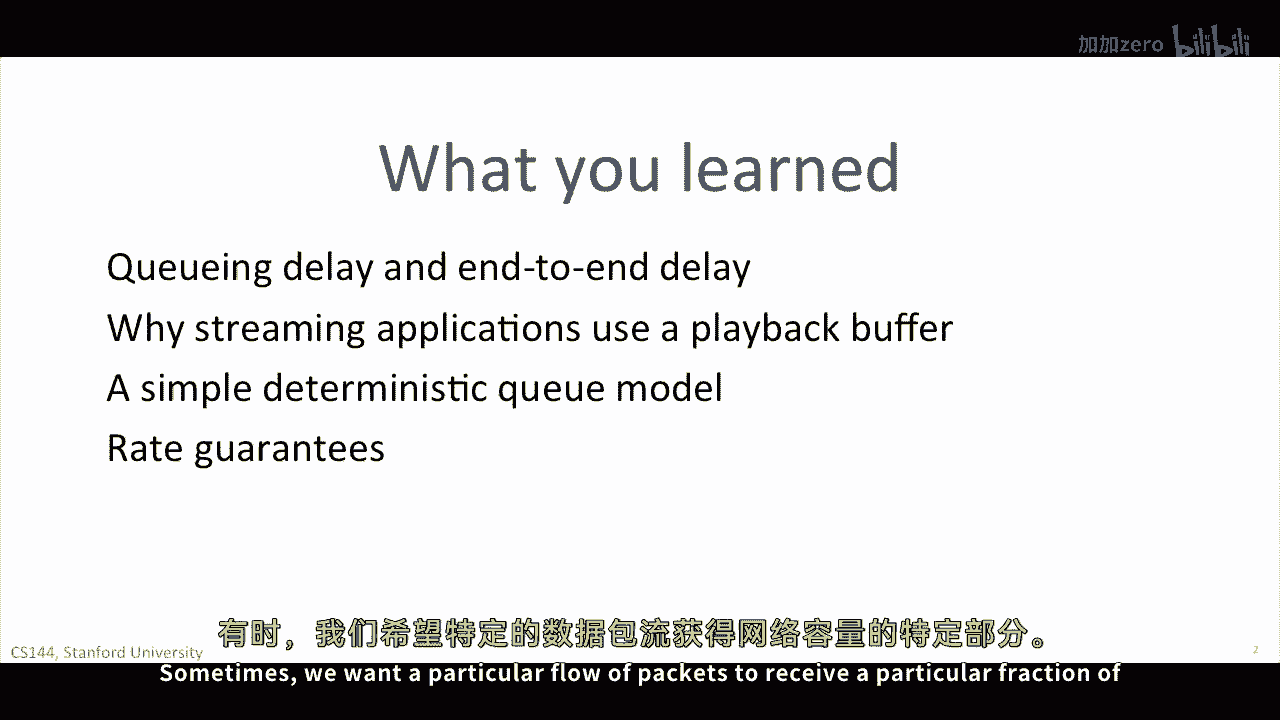 加加zero bilibili
What you learned
Queueing delay and end-to-end delay
Why streaming applications use a playback buffer
A simple deterministic queue model
Rate guarantees
有时，我们希望特定的数据包流获得网络容量的特定部分。
CS144, Stanford University
2
Sometimes, we want a particular flow of packets to receive a particular fraction of